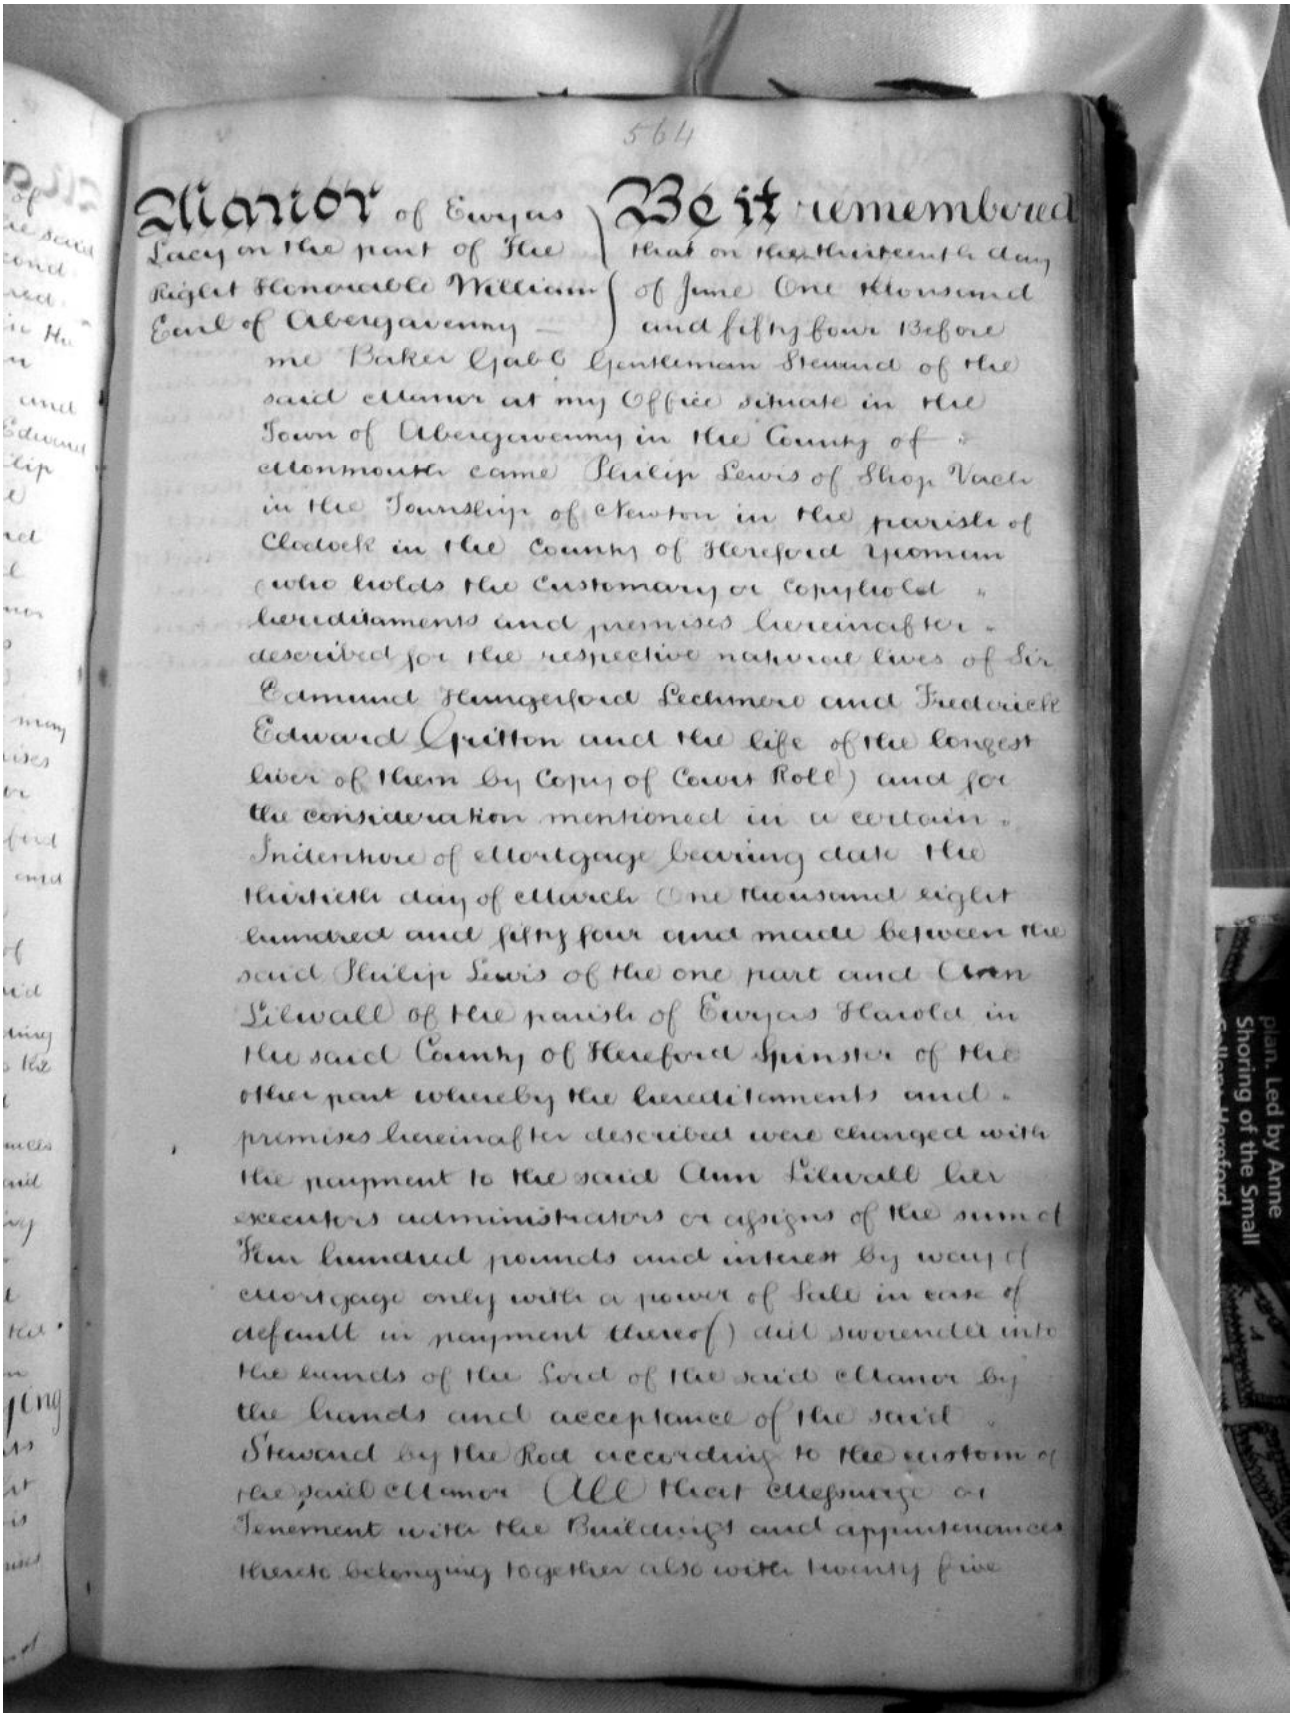 564
Manor of Ewyas
Lacy on the part of The
Right Honorable William
Earl of Abergavenny
Be it remembered
that on the thirteenth day
of June One thousand
and fifty four Before
me Baker Gabb Gentleman Steward of the
said Manor at my Office situate in the
Town of Abergavenny in the County of
Monmouth came Philip Lewis of Shop Vach
in the Township of Newton in the parish of
Clodock in the County of Hereford Yeoman
(who holds the Customary or Copyhold
hereditaments and premises hereinafter
described for the respective natural lives of Sir
Edmund Hungerford Lechmere and Frederick
Edward Gritton and the life of the longest
liver of them by Copy of Court Roll) and for
the consideration mentioned in a certain
Indenture of Mortgage bearing date the
thirtieth day of March One thousand eight
hundred and fifty four and made between the
said Philip Lewis of the one part and Ann
Lilwall of the parish of Ewyas Harold in
the said County of Hereford Spinster of the
other part whereby the hereditaments and
premises hereinafter described were charged with
the payment to the said Ann Lilwall her
executors administrators or assigns of the sum of
hundred pounds and interest by way of
Mortgage only with a power of Sale in case of
default in payment thereof) did surrender into
the hands of the Lord of the said Manor by
the hands and acceptance of the said
Steward by the Rod according to the custom of
the said Manor All that Messuage or
Tenement with the Buildings and appurtenances
thereto belonging together also with twenty five
plan. Led by Anne
Shoring of the Small
Hereford